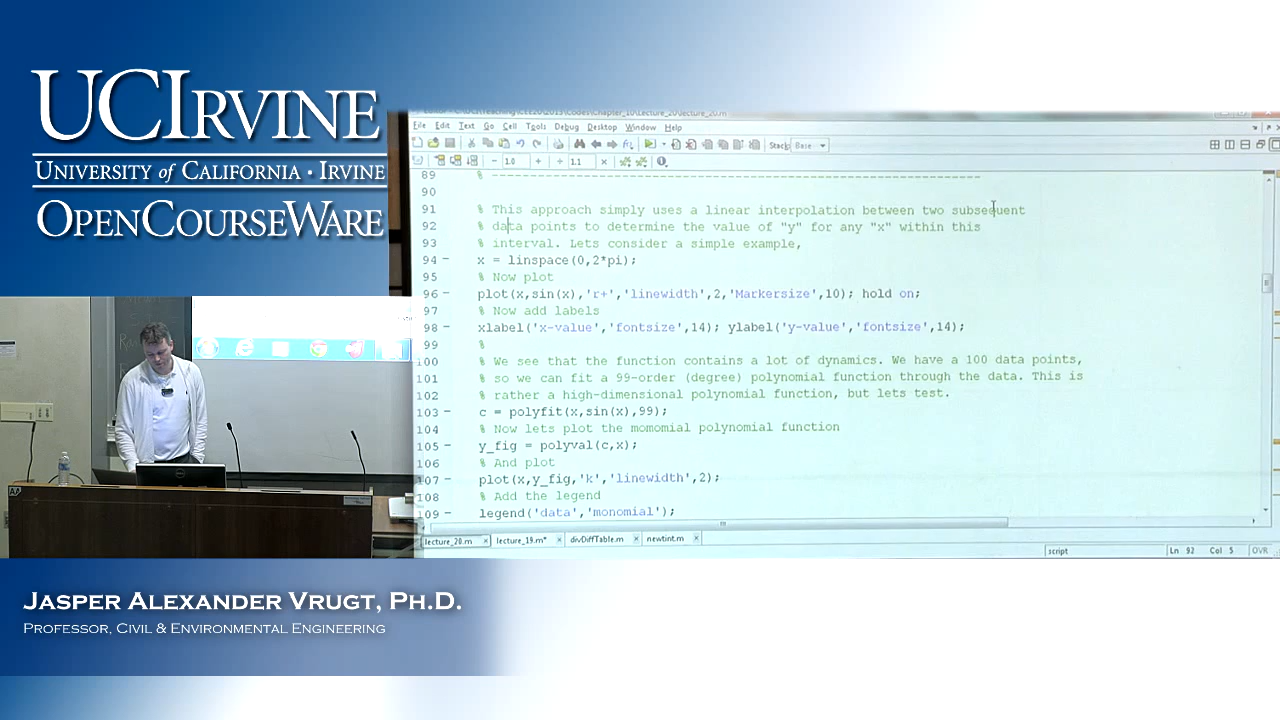 UCIRVINE
UNIVERSITY of CALIFORNIA · IRVINE
OPENCOURSEWARE
JASPER ALEXANDER VRUGT, PH.D.
PROFESSOR, CIVIL & ENVIRONMENTAL ENGINEERING
File Edit Text Go Cell Tools Debug Desktop Window Help
Stack: Base
1.0 + ÷ 1.1 ×
89 % -----------------------------------------------------------------
90
91 % This approach simply uses a linear interpolation between two subsequent
92 % data points to determine the value of "y" for any "x" within this
93 % interval. Lets consider a simple example,
94 - x = linspace(0,2*pi);
95 % Now plot
96 - plot(x,sin(x),'r+','linewidth',2,'Markersize',10); hold on;
97 % Now add labels
98 - xlabel('x-value','fontsize',14); ylabel('y-value','fontsize',14);
99 %
100 % We see that the function contains a lot of dynamics. We have a 100 data points,
101 % so we can fit a 99-order (degree) polynomial function through the data. This is
102 % rather a high-dimensional polynomial function, but lets test.
103 - c = polyfit(x,sin(x),99);
104 % Now lets plot the momomial polynomial function
105 - y_fig = polyval(c,x);
106 % And plot
107 - plot(x,y_fig,'k','linewidth',2);
108 % Add the legend
109 - legend('data','monomial');
lecture_20.m × lecture_19.m* × divDiffTable.m × newtint.m ×
script Ln 92 Col 5 OVR